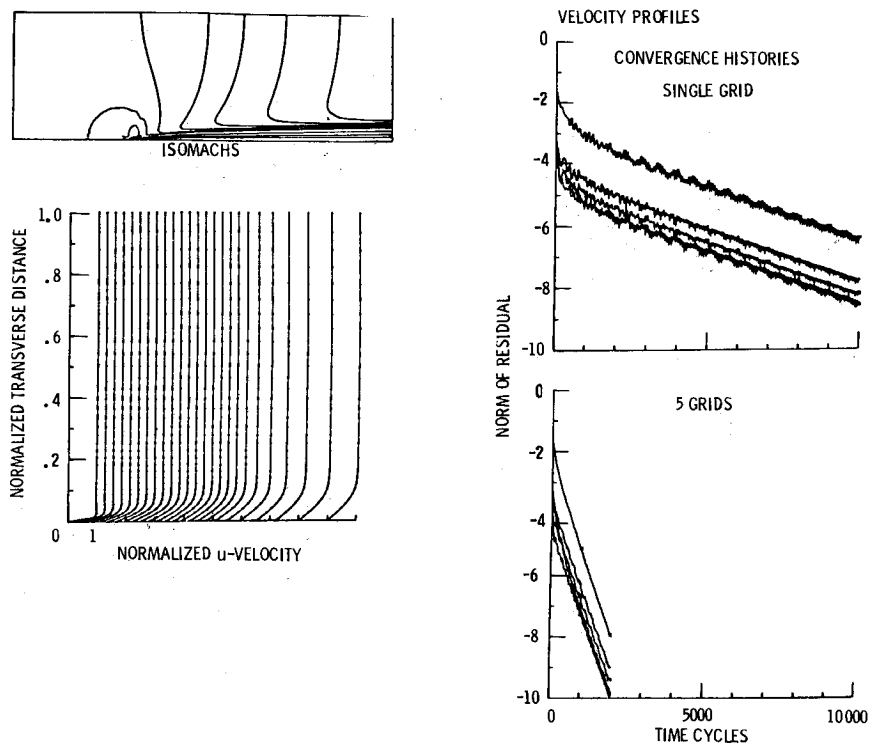 VELOCITY PROFILES
ISOMACHS
NORMALIZED TRANSVERSE DISTANCE
1.0
.8
.6
.4
.2
0 1
NORMALIZED u-VELOCITY
CONVERGENCE HISTORIES
SINGLE GRID
NORM OF RESIDUAL
0
-2
-4
-6
-8
-10
5 GRIDS
0
-2
-4
-6
-8
-10
0 5000 10000
TIME CYCLES